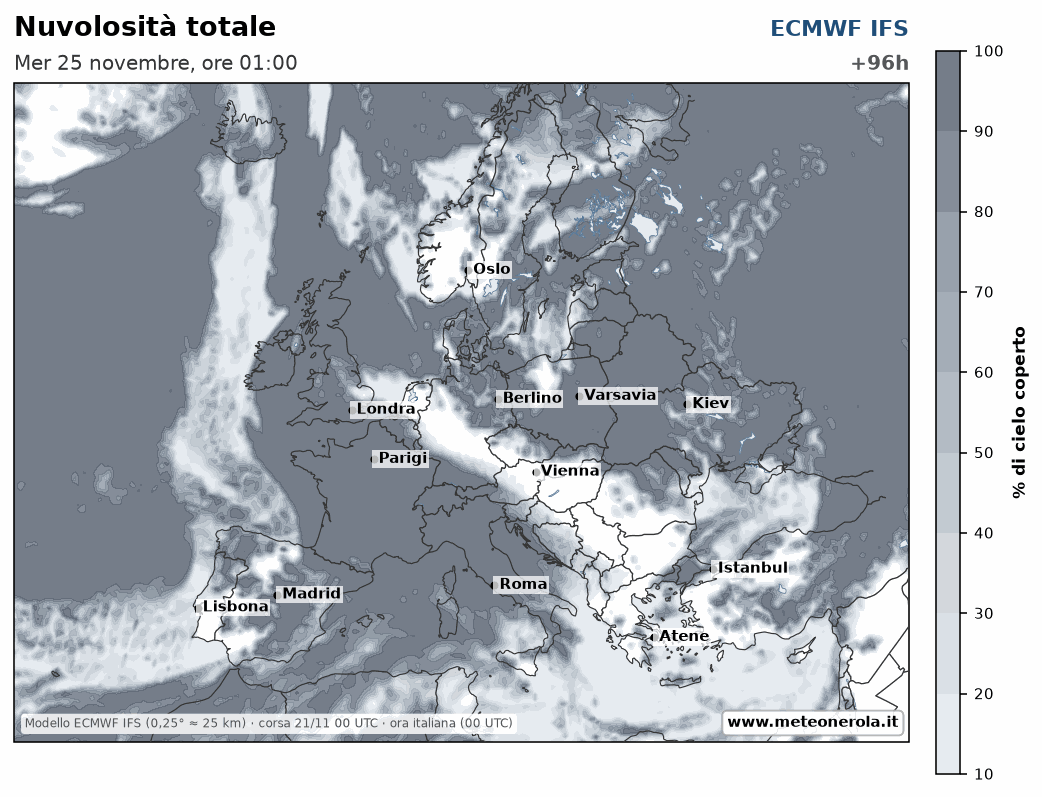 Nuvolosità totale
ECMWF IFS
Mer 25 novembre, ore 01:00
+96h
100
90
80
70
60
50
40
30
20
10
% di cielo coperto
Oslo
Berlino
Varsavia
Kiev
Londra
Parigi
Vienna
Istanbul
Roma
Madrid
Lisbona
Atene
Modello ECMWF IFS (0,25° ≈ 25 km) · corsa 21/11 00 UTC · ora italiana (00 UTC)
www.meteonerola.it